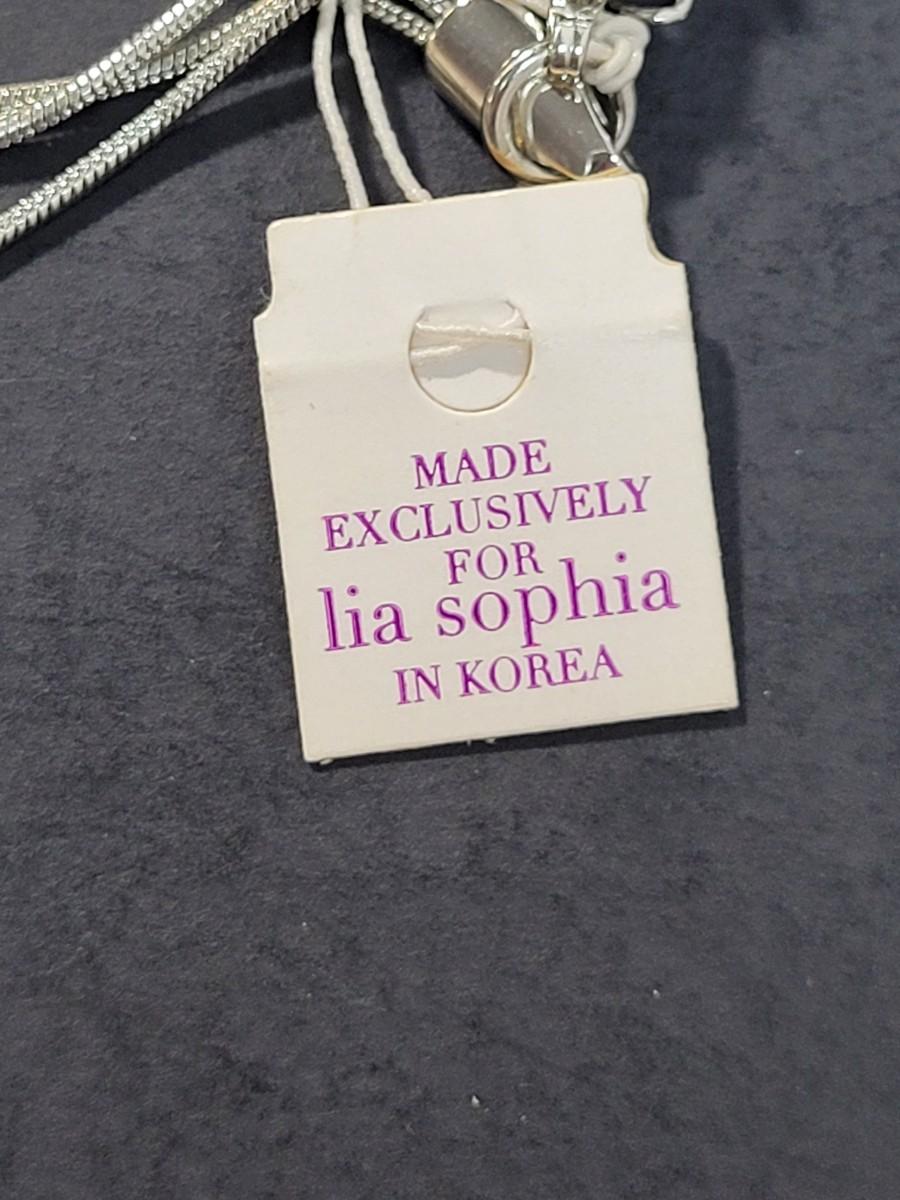 MADE
EXCLUSIVELY
FOR
lia sophia
IN KOREA